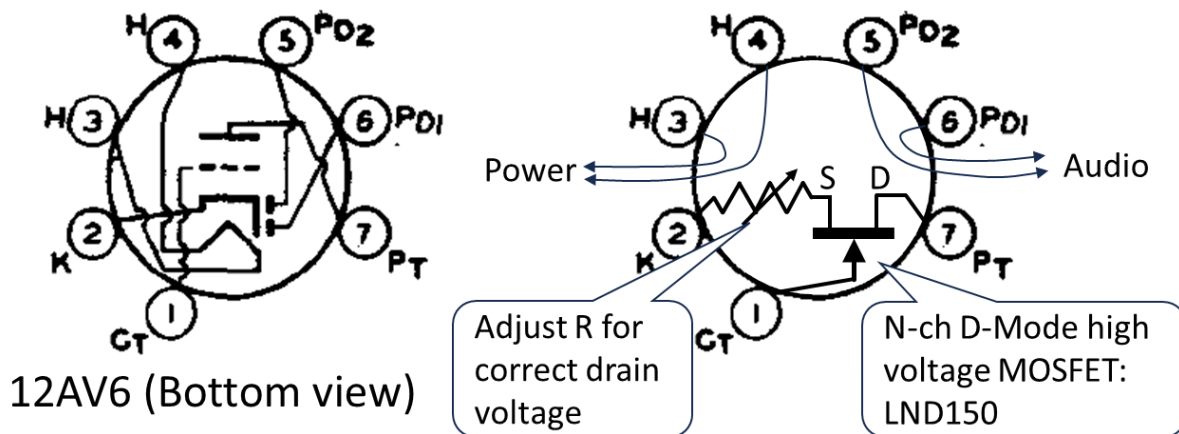 H 4 5 PD2
H 3 6 PD1
K 2 7 PT
GT 1
12AV6 (Bottom view)
H 4 5 PD2
H 3 6 PD1
Power Audio
S D
K 2 7 PT
GT 1
Adjust R for
correct drain
voltage
N-ch D-Mode high
voltage MOSFET:
LND150